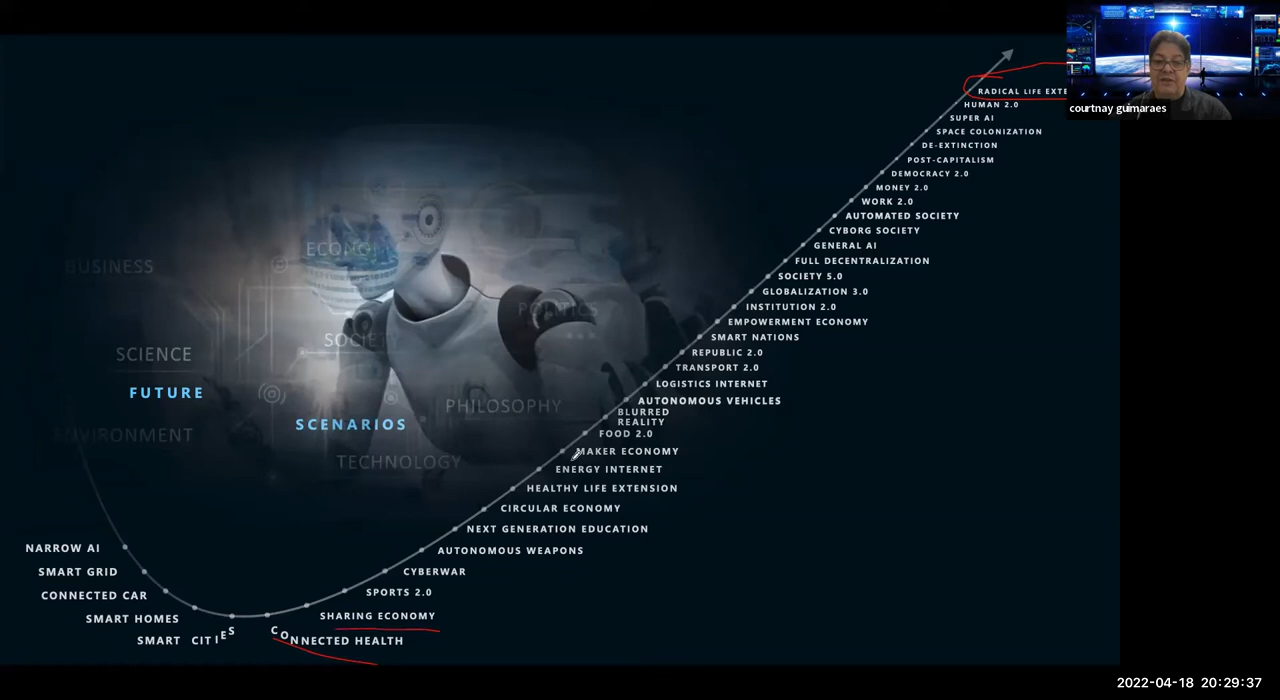 RADICAL LIFE EXTE
HUMAN 2.0
SUPER AI
SPACE COLONIZATION
DE-EXTINCTION
POST-CAPITALISM
DEMOCRACY 2.0
MONEY 2.0
WORK 2.0
AUTOMATED SOCIETY
CYBORG SOCIETY
GENERAL AI
FULL DECENTRALIZATION
SOCIETY 5.0
GLOBALIZATION 3.0
INSTITUTION 2.0
EMPOWERMENT ECONOMY
SMART NATIONS
REPUBLIC 2.0
TRANSPORT 2.0
LOGISTICS INTERNET
AUTONOMOUS VEHICLES
BLURRED
REALITY
FOOD 2.0
MAKER ECONOMY
ENERGY INTERNET
HEALTHY LIFE EXTENSION
CIRCULAR ECONOMY
NEXT GENERATION EDUCATION
AUTONOMOUS WEAPONS
CYBERWAR
SPORTS 2.0
SHARING ECONOMY
CONNECTED HEALTH
SMART CITIES
SMART HOMES
CONNECTED CAR
SMART GRID
NARROW AI
ECONOMY
BUSINESS
POLITICS
SOCIETY
SCIENCE
FUTURE
PHILOSOPHY
SCENARIOS
ENVIRONMENT
TECHNOLOGY
courtnay guimaraes
2022-04-18 20:29:37